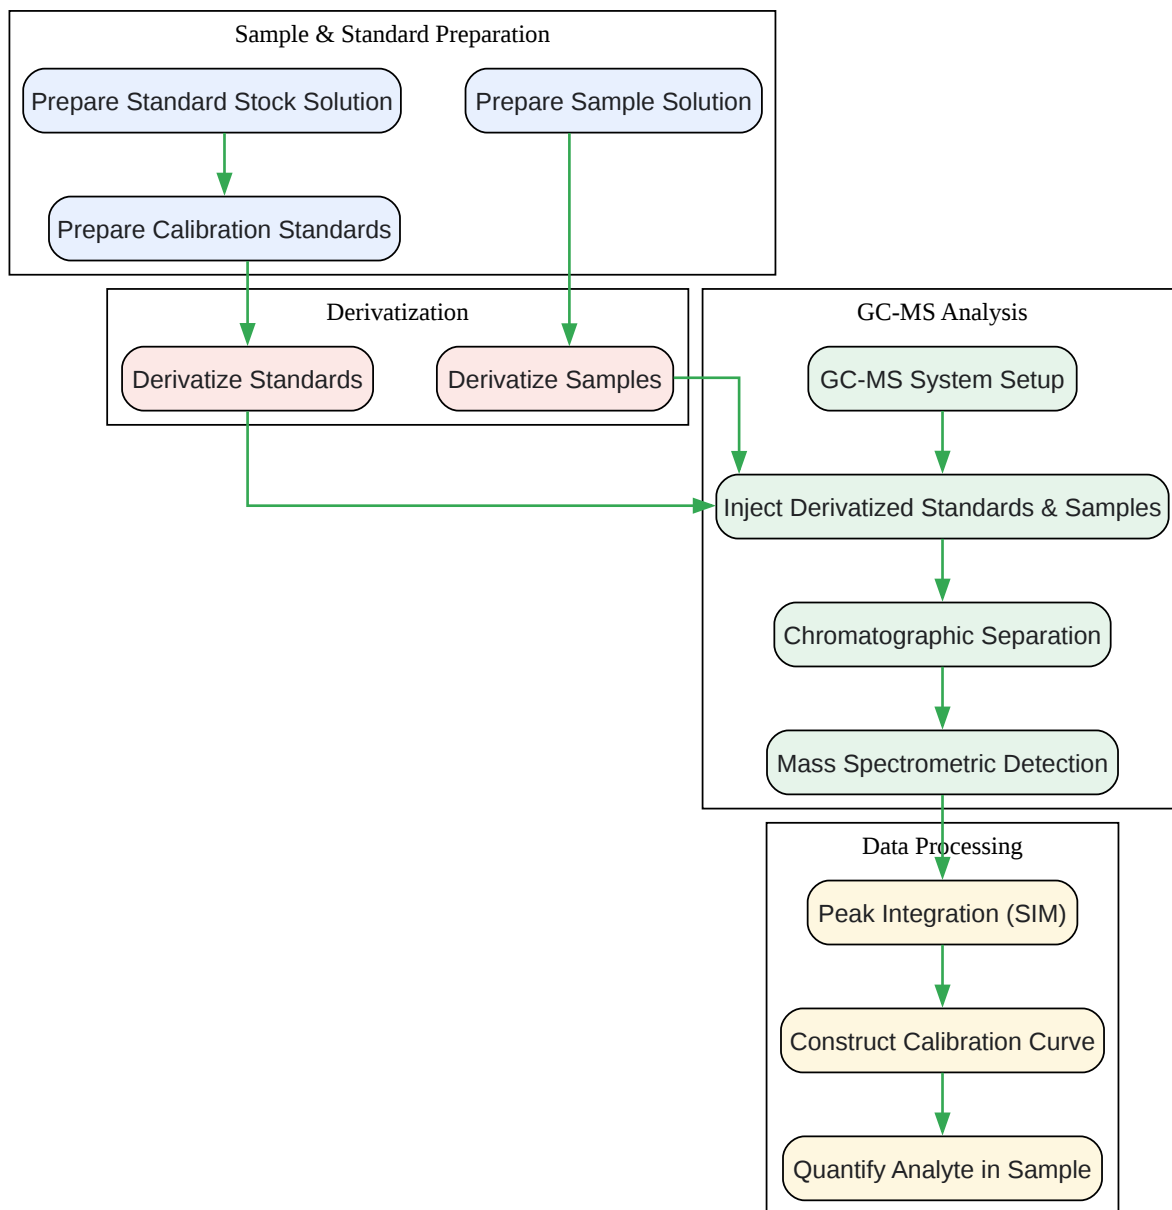 Sample & Standard Preparation
Prepare Standard Stock Solution
Prepare Sample Solution
Prepare Calibration Standards
Derivatization
GC-MS Analysis
Derivatize Standards
Derivatize Samples
GC-MS System Setup
Inject Derivatized Standards & Samples
Chromatographic Separation
Mass Spectrometric Detection
Data Processing
Peak Integration (SIM)
Construct Calibration Curve
Quantify Analyte in Sample